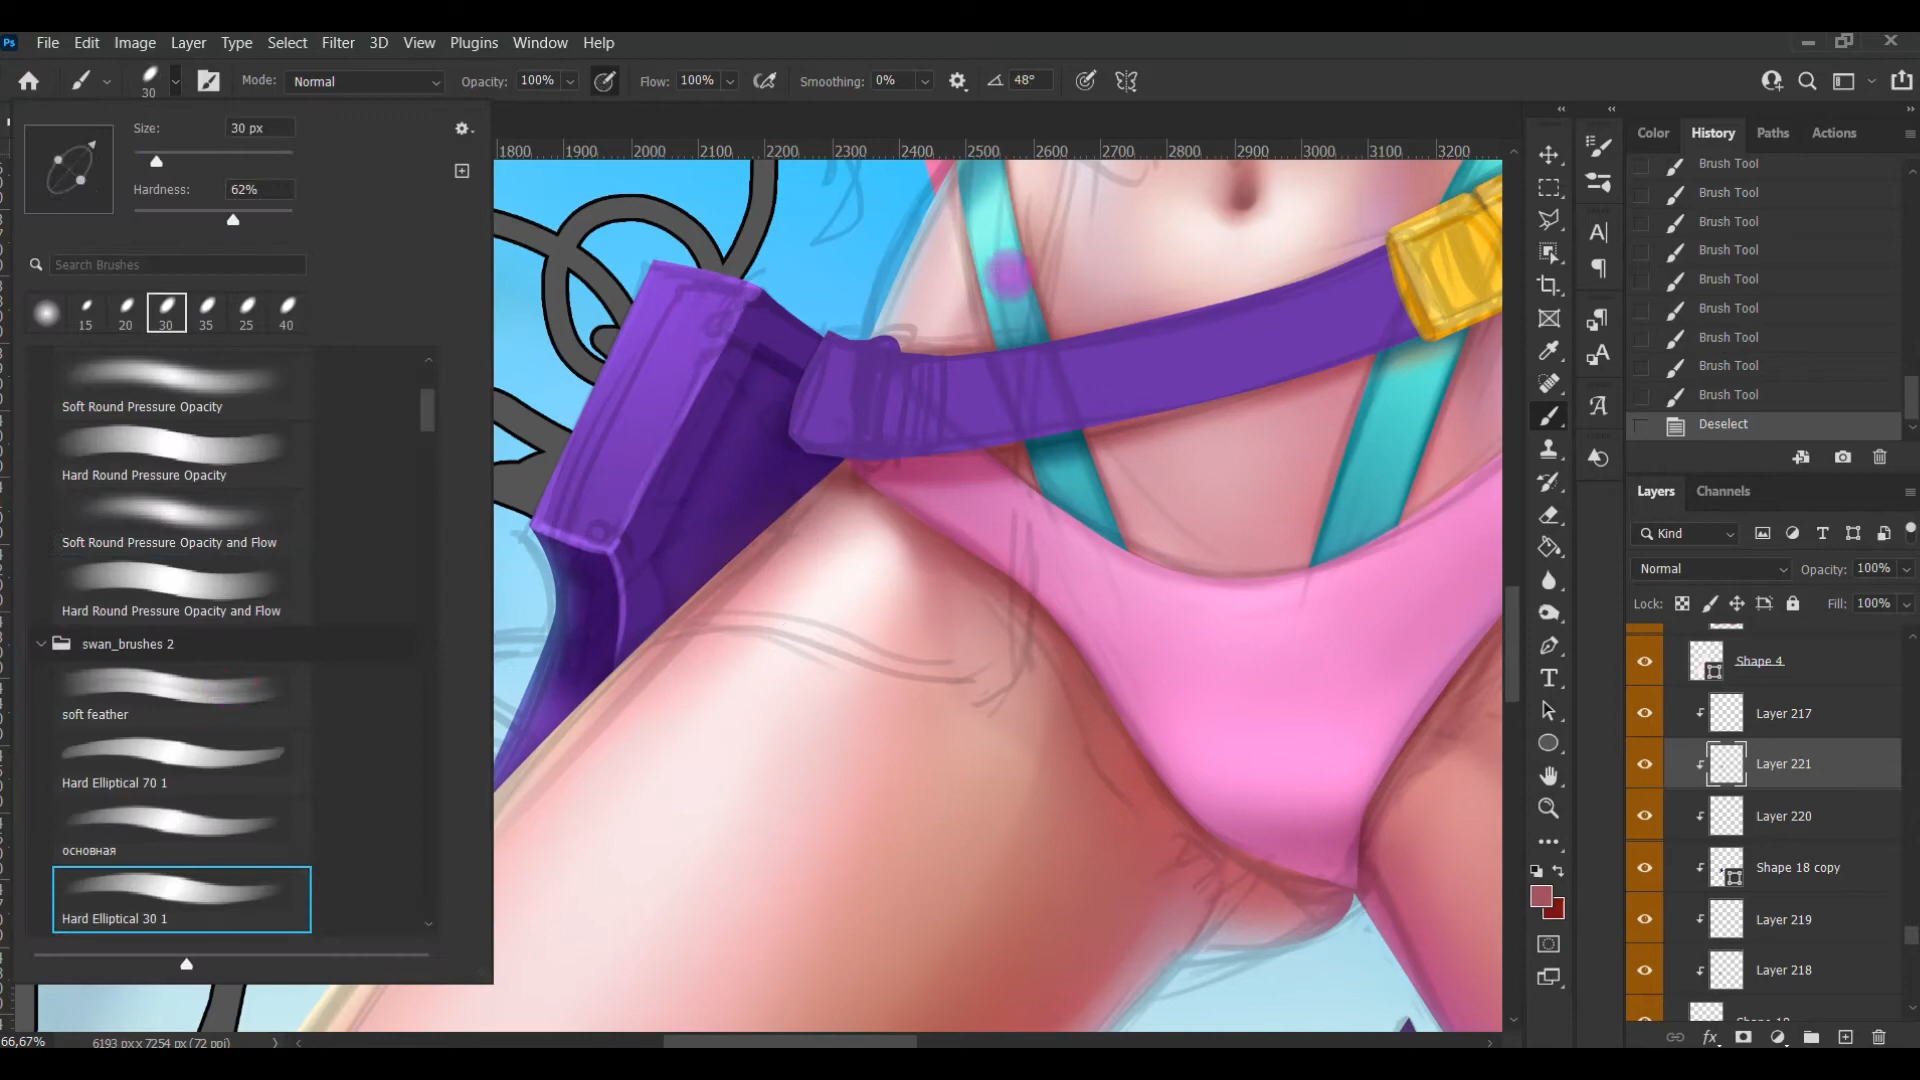 Ps File Edit Image Layer Type Select Filter 3D View Plugins Window Help
30 Mode: Normal Opacity: 100% Flow: 100% Smoothing: 0% 48°
Size: 30 px
Hardness: 62%
Search Brushes
15 20 30 35 25 40
Soft Round Pressure Opacity
Hard Round Pressure Opacity
Soft Round Pressure Opacity and Flow
Hard Round Pressure Opacity and Flow
swan_brushes 2
soft feather
Hard Elliptical 70 1
основная
Hard Elliptical 30 1
66,67% 6193 px x 7254 px (72 ppi)
1800 1900 2000 2100 2200 2300 2400 2500 2600 2700 2800 2900 3000 3100 3200
Color History Paths Actions
Brush Tool
Brush Tool
Brush Tool
Brush Tool
Brush Tool
Brush Tool
Brush Tool
Brush Tool
Brush Tool
Deselect
Layers Channels
Kind
Normal Opacity: 100%
Lock: Fill: 100%
Shape 4
Layer 217
Layer 221
Layer 220
Shape 18 copy
Layer 219
Layer 218
fx